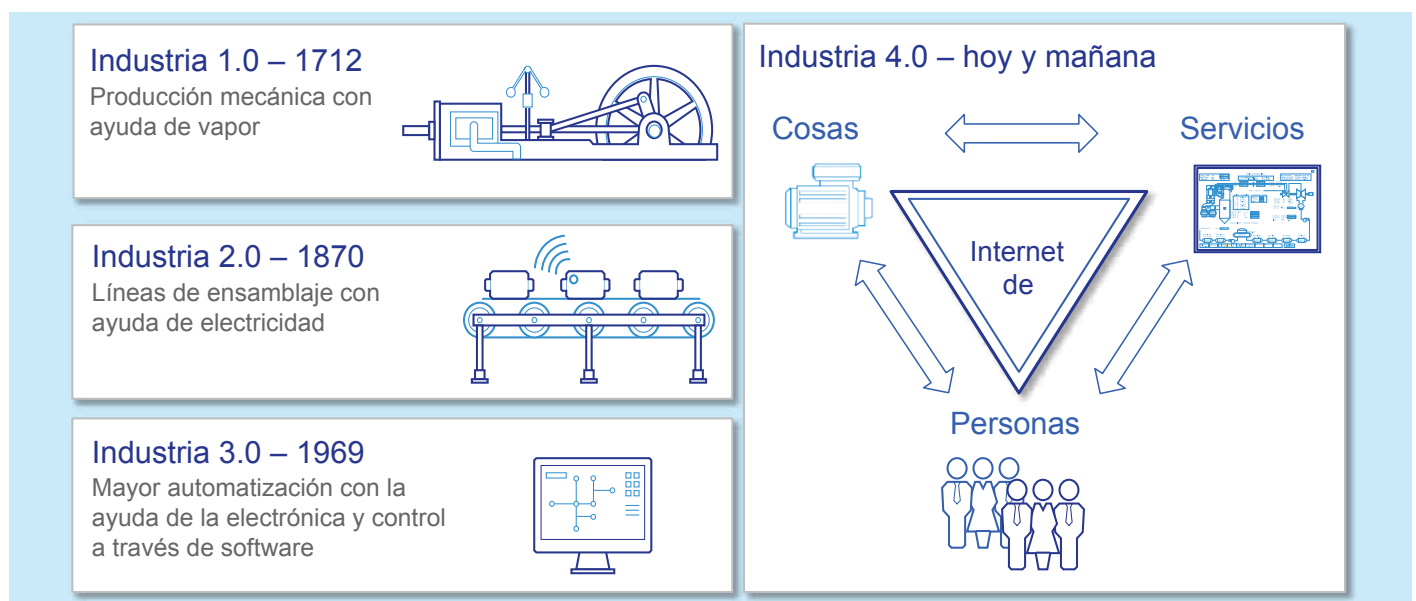 Industria 1.0 – 1712
Producción mecánica con
ayuda de vapor
Industria 2.0 – 1870
Líneas de ensamblaje con
ayuda de electricidad
Industria 3.0 – 1969
Mayor automatización con la
ayuda de la electrónica y control
a través de software
Industria 4.0 – hoy y mañana
Cosas
Servicios
Internet
de
Personas